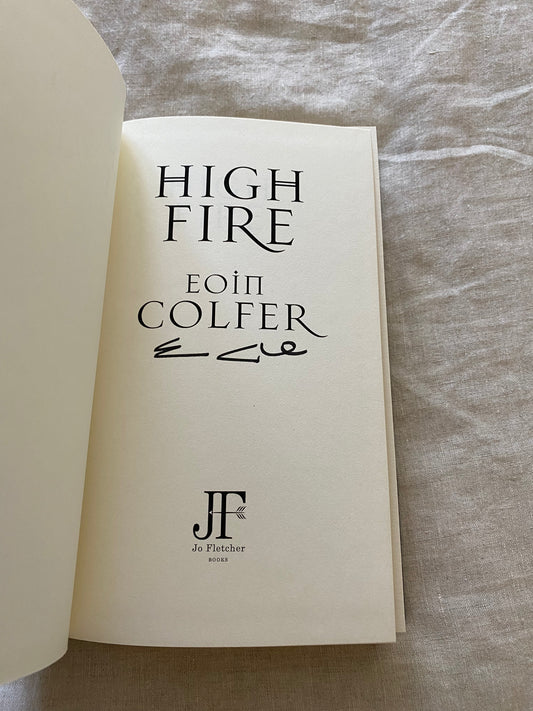 HIGH
FIRE
EOIN
COLFER
JF
Jo Fletcher
BOOKS